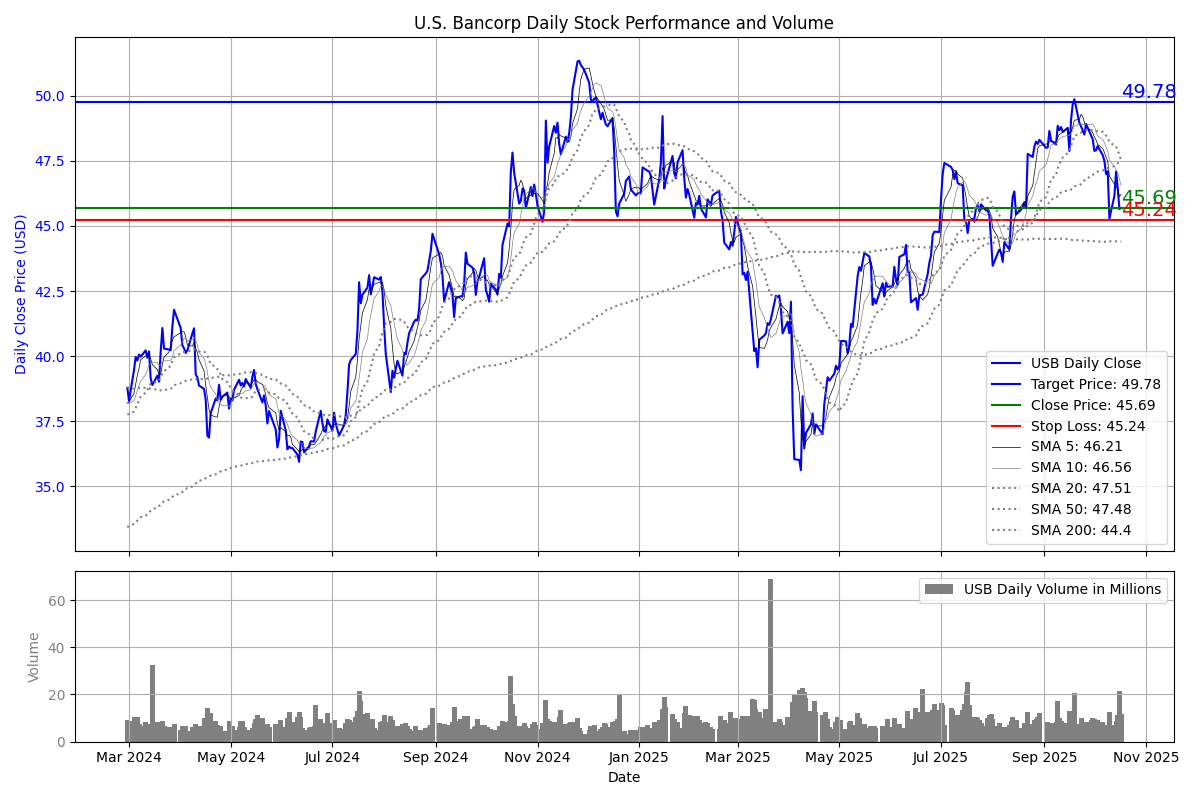 U.S. Bancorp Daily Stock Performance and Volume
Daily Close Price (USD)
50.0
47.5
45.0
42.5
40.0
37.5
35.0
49.78
45.69
45.24
USB Daily Close
Target Price: 49.78
Close Price: 45.69
Stop Loss: 45.24
SMA 5: 46.21
SMA 10: 46.56
SMA 20: 47.51
SMA 50: 47.48
SMA 200: 44.4
Volume
60
40
20
0
USB Daily Volume in Millions
Mar 2024 May 2024 Jul 2024 Sep 2024 Nov 2024 Jan 2025 Mar 2025 May 2025 Jul 2025 Sep 2025 Nov 2025
Date